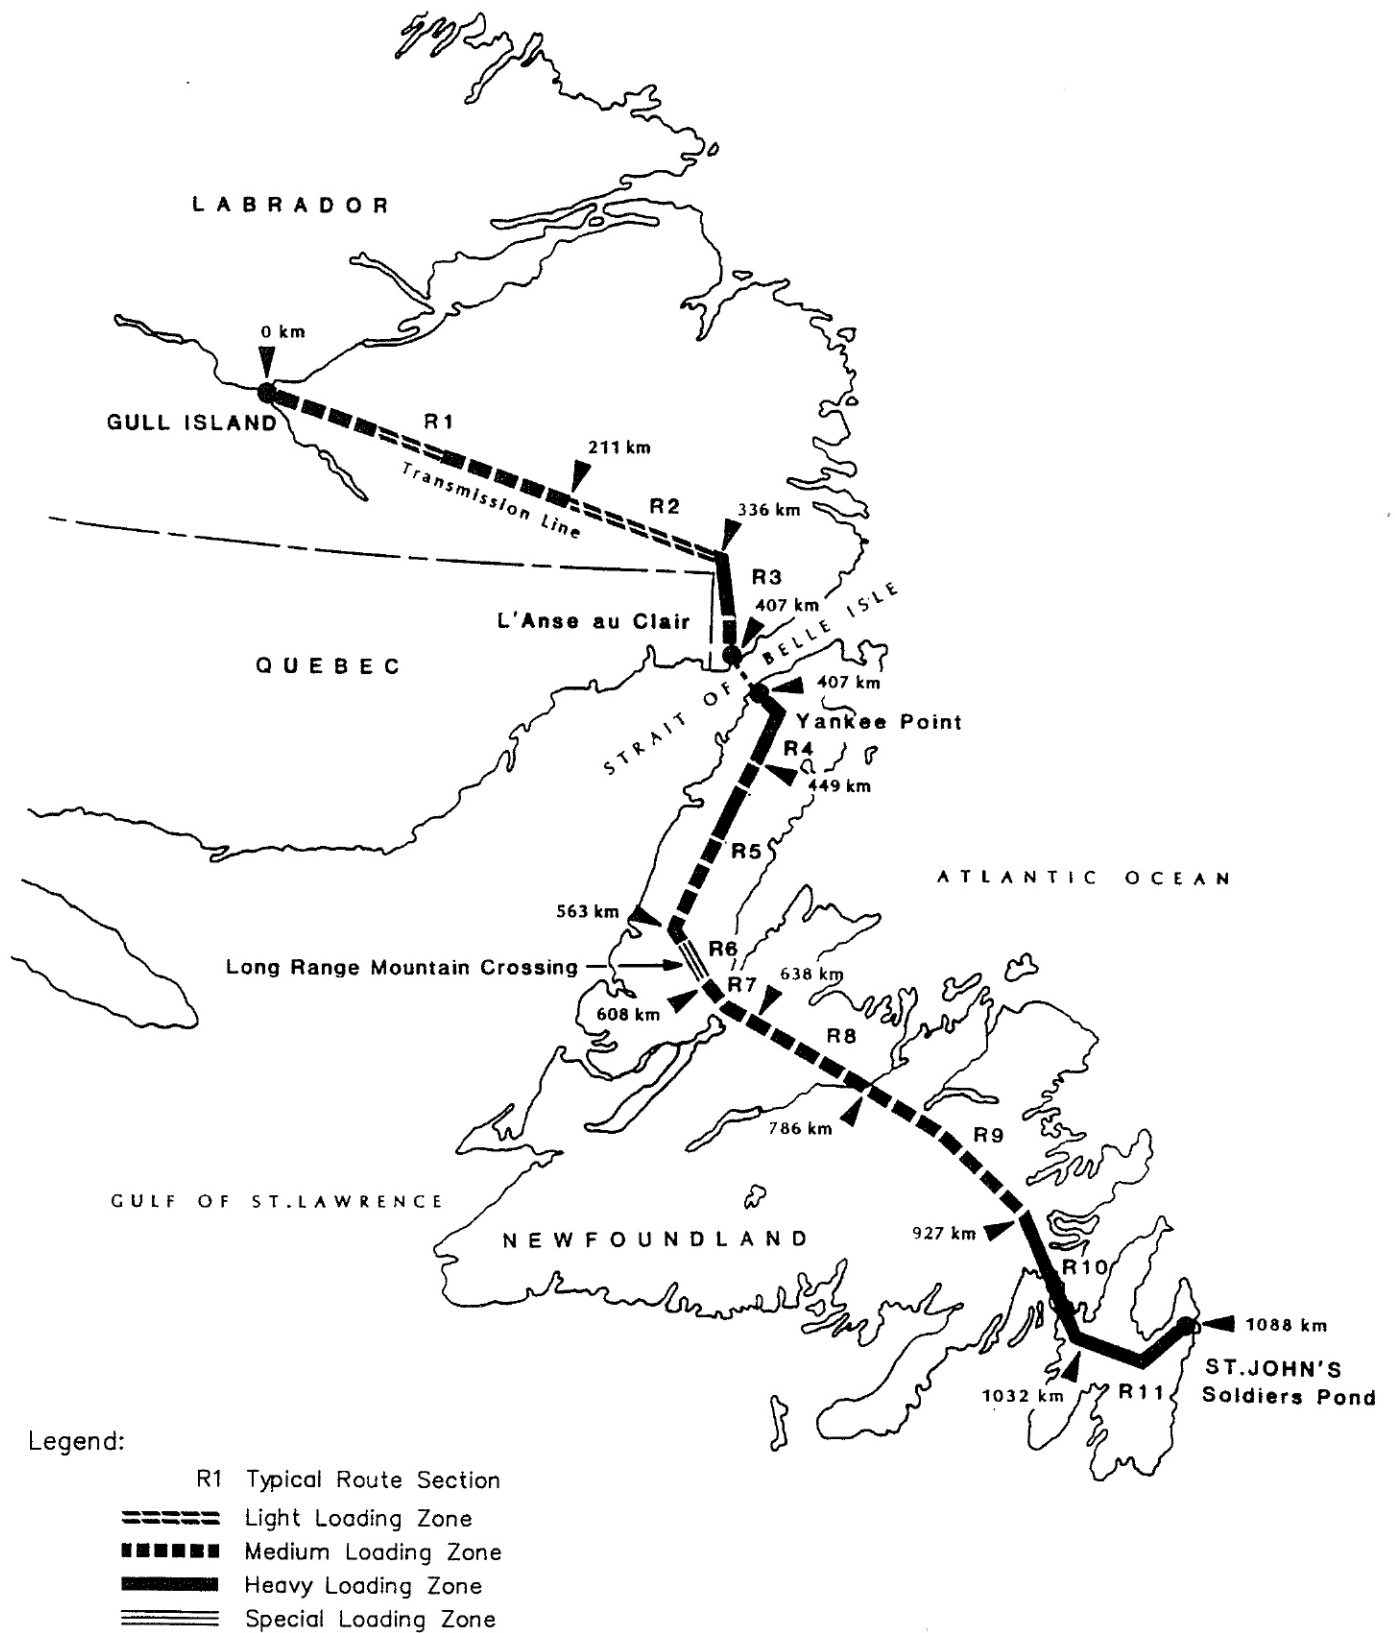 LABRADOR
0 km
GULL ISLAND
R1
211 km
Transmission Line
R2
336 km
R3
407 km
L'Anse au Clair
QUEBEC
STRAIT OF BELLE ISLE
407 km
Yankee Point
R4
449 km
R5
ATLANTIC OCEAN
563 km
R6
Long Range Mountain Crossing
638 km
R7
608 km
R8
786 km
R9
GULF OF ST.LAWRENCE
NEWFOUNDLAND
927 km
R10
1088 km
ST.JOHN'S
Soldiers Pond
1032 km
R11
Legend:
R1 Typical Route Section
Light Loading Zone
Medium Loading Zone
Heavy Loading Zone
Special Loading Zone